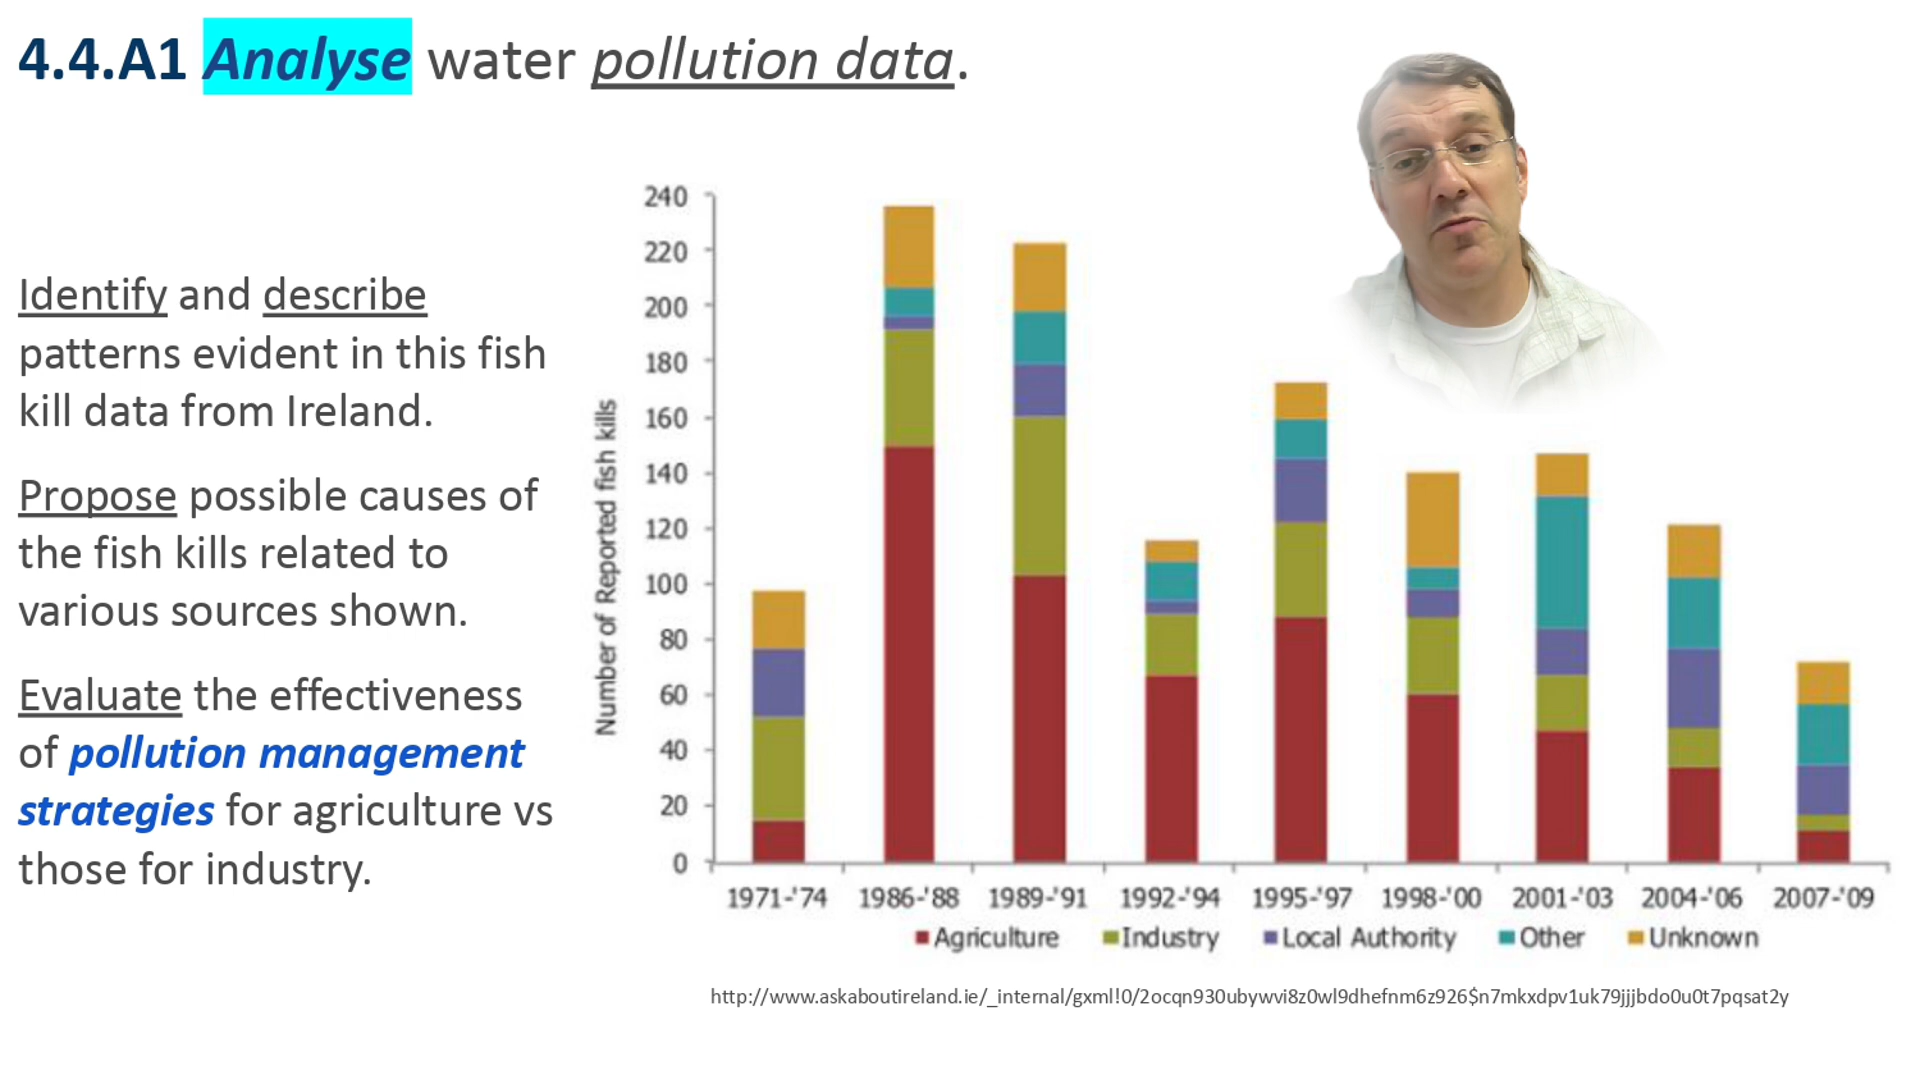 4.4.A1 Analyse water pollution data.
Identify and describe
patterns evident in this fish
kill data from Ireland.
Propose possible causes of
the fish kills related to
various sources shown.
Evaluate the effectiveness
of pollution management
strategies for agriculture vs
those for industry.
Number of Reported fish kills
240
220
200
180
160
140
120
100
80
60
40
20
0
1971-'74 1986-'88 1989-'91 1992-'94 1995-'97 1998-'00 2001-'03 2004-'06 2007-'09
Agriculture Industry Local Authority Other Unknown
http://www.askaboutireland.ie/_internal/gxml!0/2ocqn930ubywvi8z0wl9dhefnm6z926$n7mkxdpv1uk79jjjbdo0u0t7pqsat2y